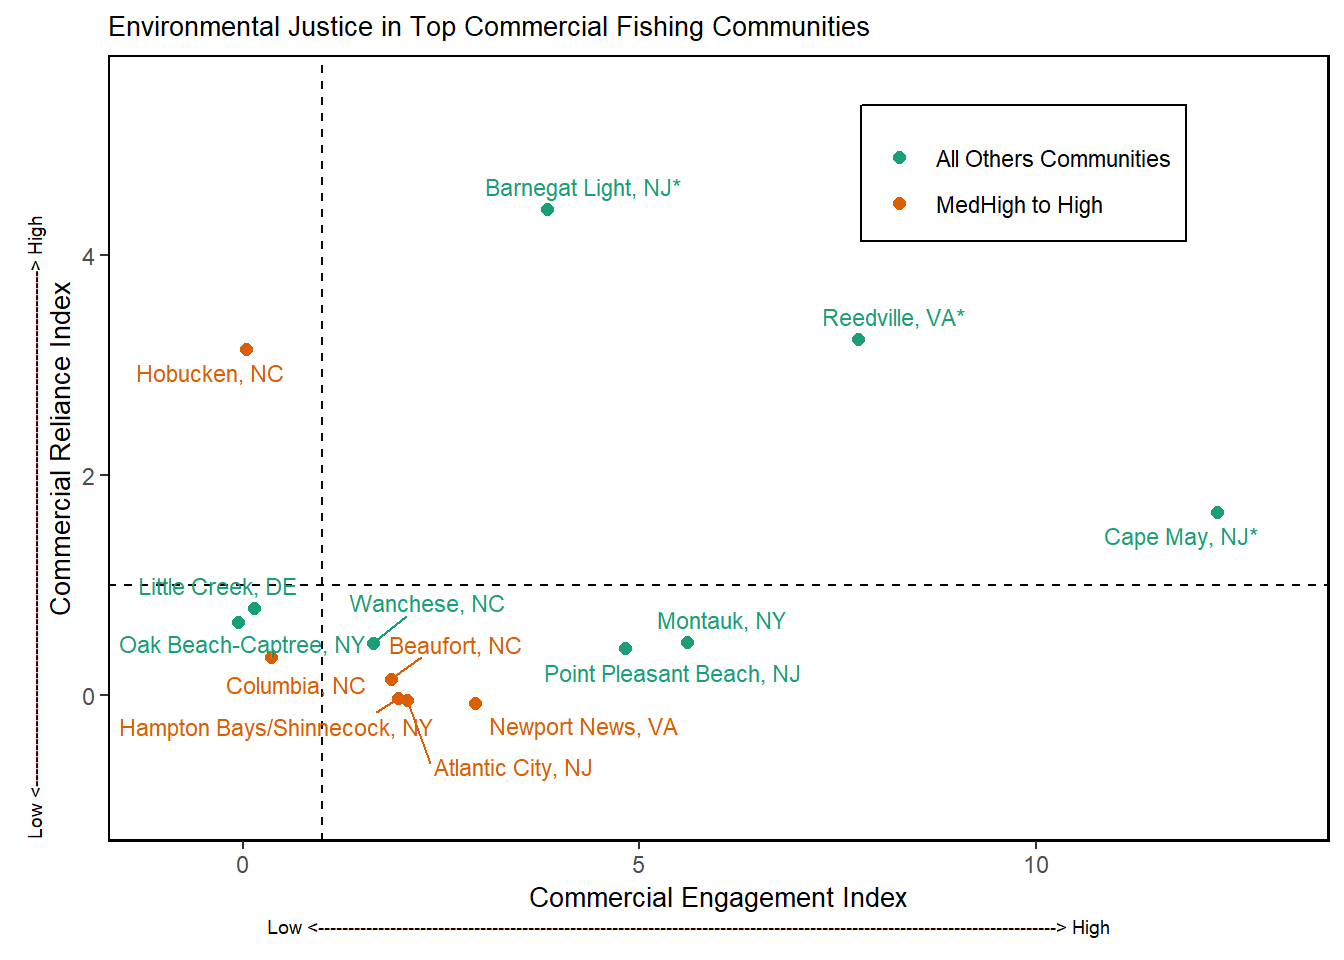 Environmental Justice in Top Commercial Fishing Communities
All Others Communities
MedHigh to High
Barnegat Light, NJ*
Reedville, VA*
Hobucken, NC
Cape May, NJ*
Little Creek, DE
Wanchese, NC
Montauk, NY
Oak Beach-Captree, NY
Beaufort, NC
Point Pleasant Beach, NJ
Columbia, NC
Hampton Bays/Shinnecock, NY
Newport News, VA
Atlantic City, NJ
4
2
0
Commercial Reliance Index
Low <----------------------------------------------------------------------------------------> High
0
5
10
Commercial Engagement Index
Low <----------------------------------------------------------------------------------------------------------------------------> High